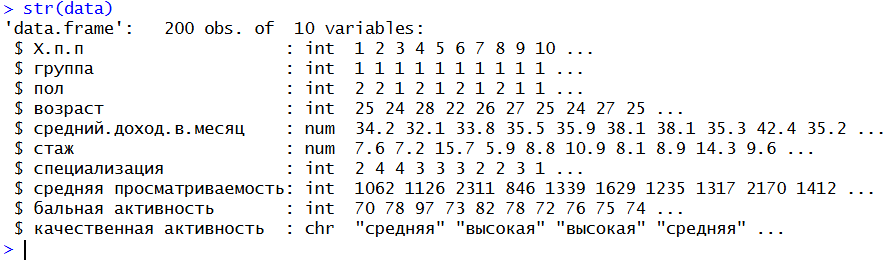 > str(data)
'data.frame':   200 obs. of  10 variables:
 $ X.п.п                   : int  1 2 3 4 5 6 7 8 9 10 ...
 $ группа                  : int  1 1 1 1 1 1 1 1 1 1 ...
 $ пол                     : int  2 2 1 2 1 2 1 2 1 1 ...
 $ возраст                 : int  25 24 28 22 26 27 25 24 27 25 ...
 $ средний.доход.в.месяц   : num  34.2 32.1 33.8 35.5 35.9 38.1 38.1 35.3 42.4 35.2 ...
 $ стаж                    : num  7.6 7.2 15.7 5.9 8.8 10.9 8.1 8.9 14.3 9.6 ...
 $ специализация           : int  2 4 4 3 3 3 2 2 3 1 ...
 $ средняя просматриваемость: int  1062 1126 2311 846 1339 1629 1235 1317 2170 1412 ...
 $ бальная активность      : int  70 78 97 73 82 78 72 76 75 74 ...
 $ качественная активность : chr  "средняя" "высокая" "высокая" "средняя" ...
>